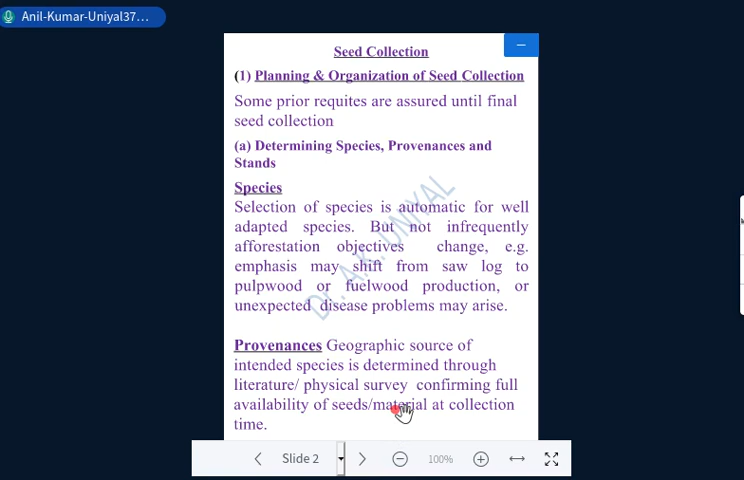 Anil-Kumar-Uniyal37...
Seed Collection
(1) Planning & Organization of Seed Collection
Some prior requites are assured until final
seed collection
(a) Determining Species, Provenances and
Stands
Species
Selection of species is automatic for well
adapted species. But not infrequently
afforestation objectives change, e.g.
emphasis may shift from saw log to
pulpwood or fuelwood production, or
unexpected disease problems may arise.
Provenances Geographic source of
intended species is determined through
literature/ physical survey confirming full
availability of seeds/material at collection
time.
Dr. A.K. UNIYAL
Slide 2
100%